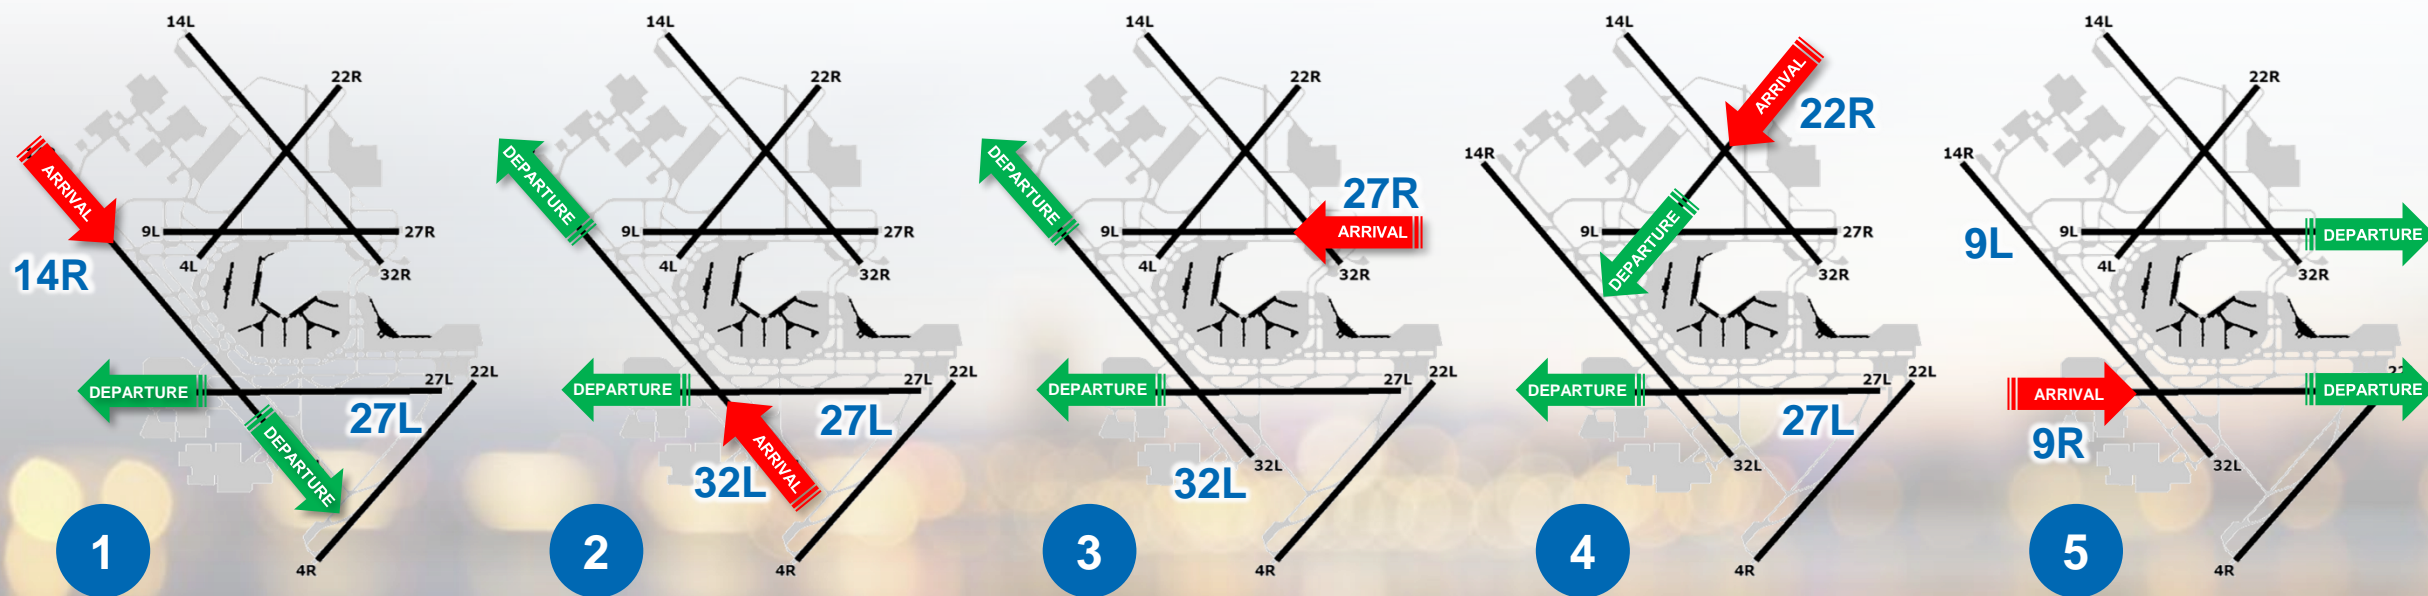 14L
22R
ARRIVAL
14R
9L
27R
4L
32R
DEPARTURE
27L
22L
27L
DEPARTURE
4R
1
14L
22R
DEPARTURE
9L
27R
4L
32R
DEPARTURE
27L
22L
27L
ARRIVAL
32L
4R
2
14L
22R
DEPARTURE
27R
9L
ARRIVAL
4L
32R
DEPARTURE
27L
22L
32L
32L
4R
3
14L
ARRIVAL
22R
14R
9L
27R
DEPARTURE
32R
DEPARTURE
27L
22L
27L
32L
4R
4
14L
22R
14R
9L
9L
DEPARTURE
4L
32R
ARRIVAL
DEPARTURE
9R
32L
4R
5